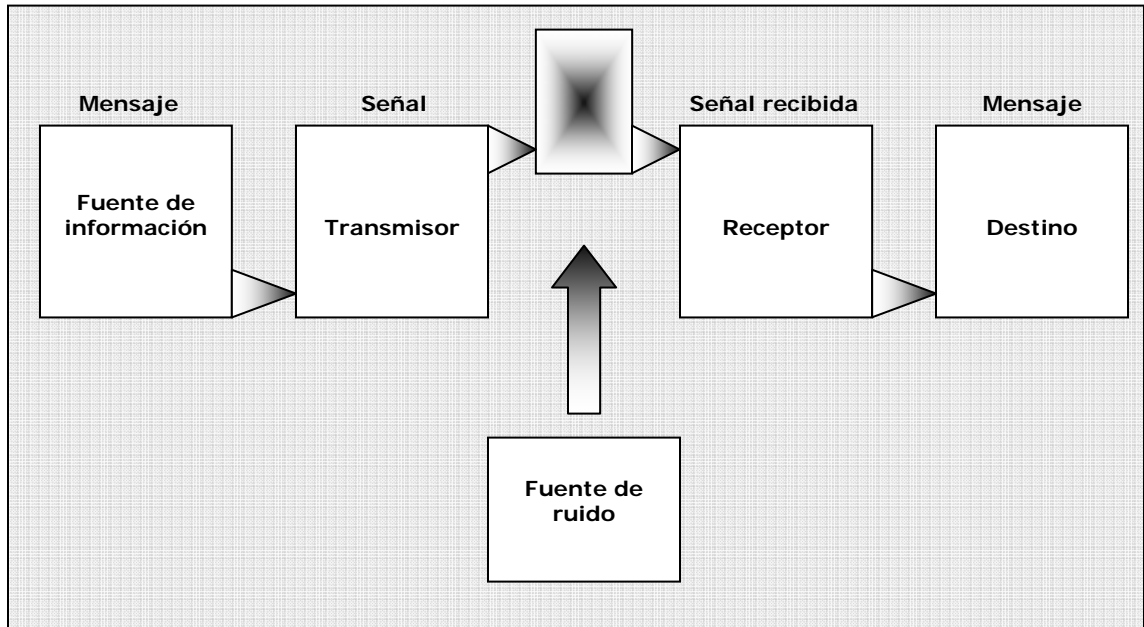 Mensaje
Señal
Señal recibida
Mensaje
Fuente de
información
Transmisor
Receptor
Destino
Fuente de
ruido